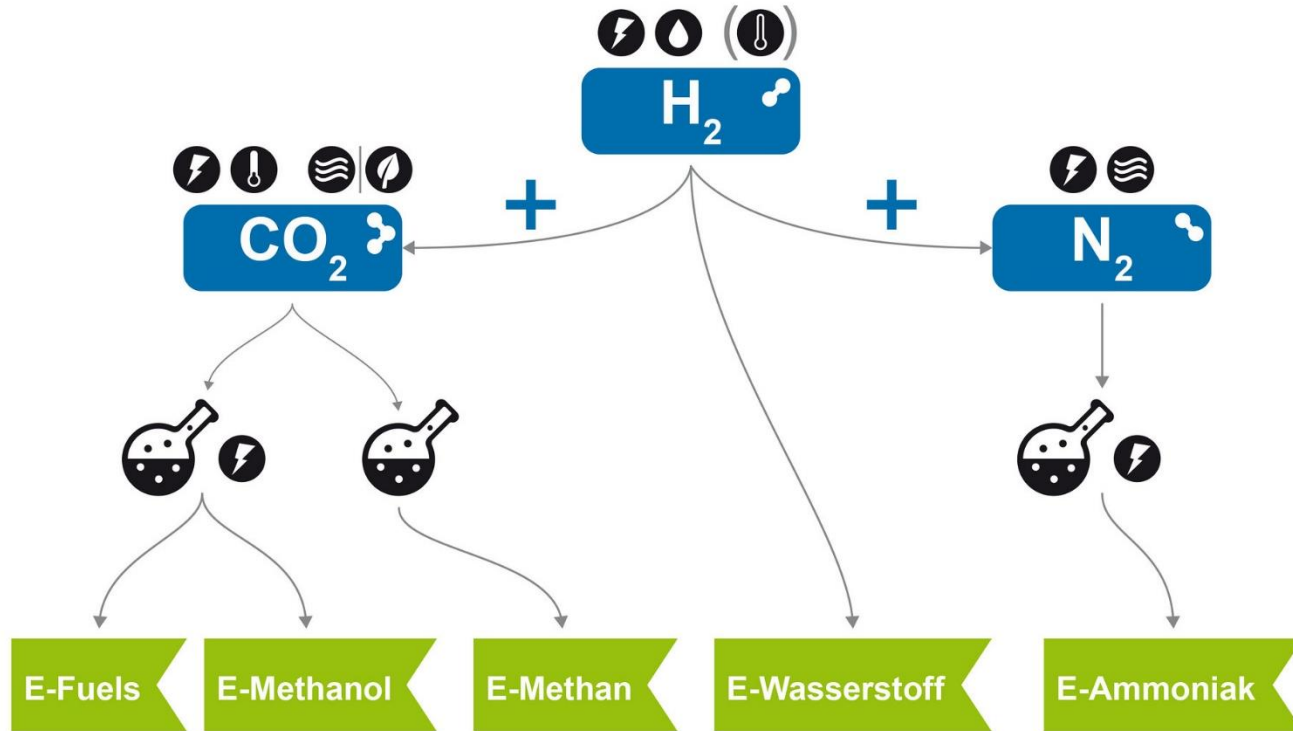 H₂
+
+
CO₂
N₂
E-Fuels
E-Methanol
E-Methan
E-Wasserstoff
E-Ammoniak